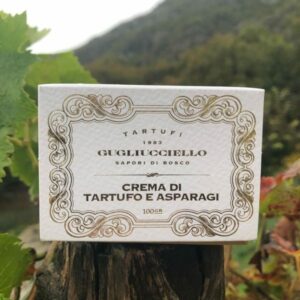 TARTUFI
1983
GUGLIUCCIELLO
SAPORI DI BOSCO
CREMA DI
TARTUFO E ASPARAGI
100GR